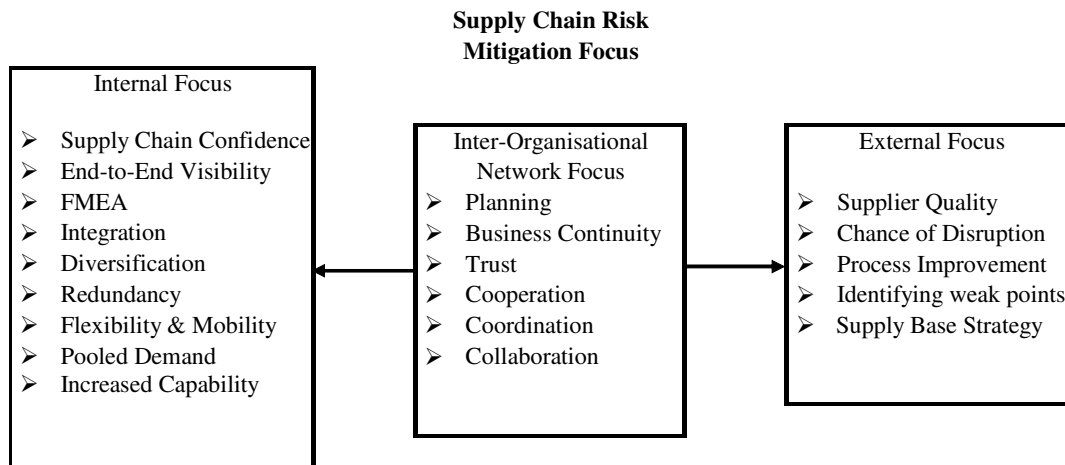 Supply Chain Risk
Mitigation Focus
Internal Focus
➢ Supply Chain Confidence
➢ End-to-End Visibility
➢ FMEA
➢ Integration
➢ Diversification
➢ Redundancy
➢ Flexibility & Mobility
➢ Pooled Demand
➢ Increased Capability
Inter-Organisational
Network Focus
➢ Planning
➢ Business Continuity
➢ Trust
➢ Cooperation
➢ Coordination
➢ Collaboration
External Focus
➢ Supplier Quality
➢ Chance of Disruption
➢ Process Improvement
➢ Identifying weak points
➢ Supply Base Strategy